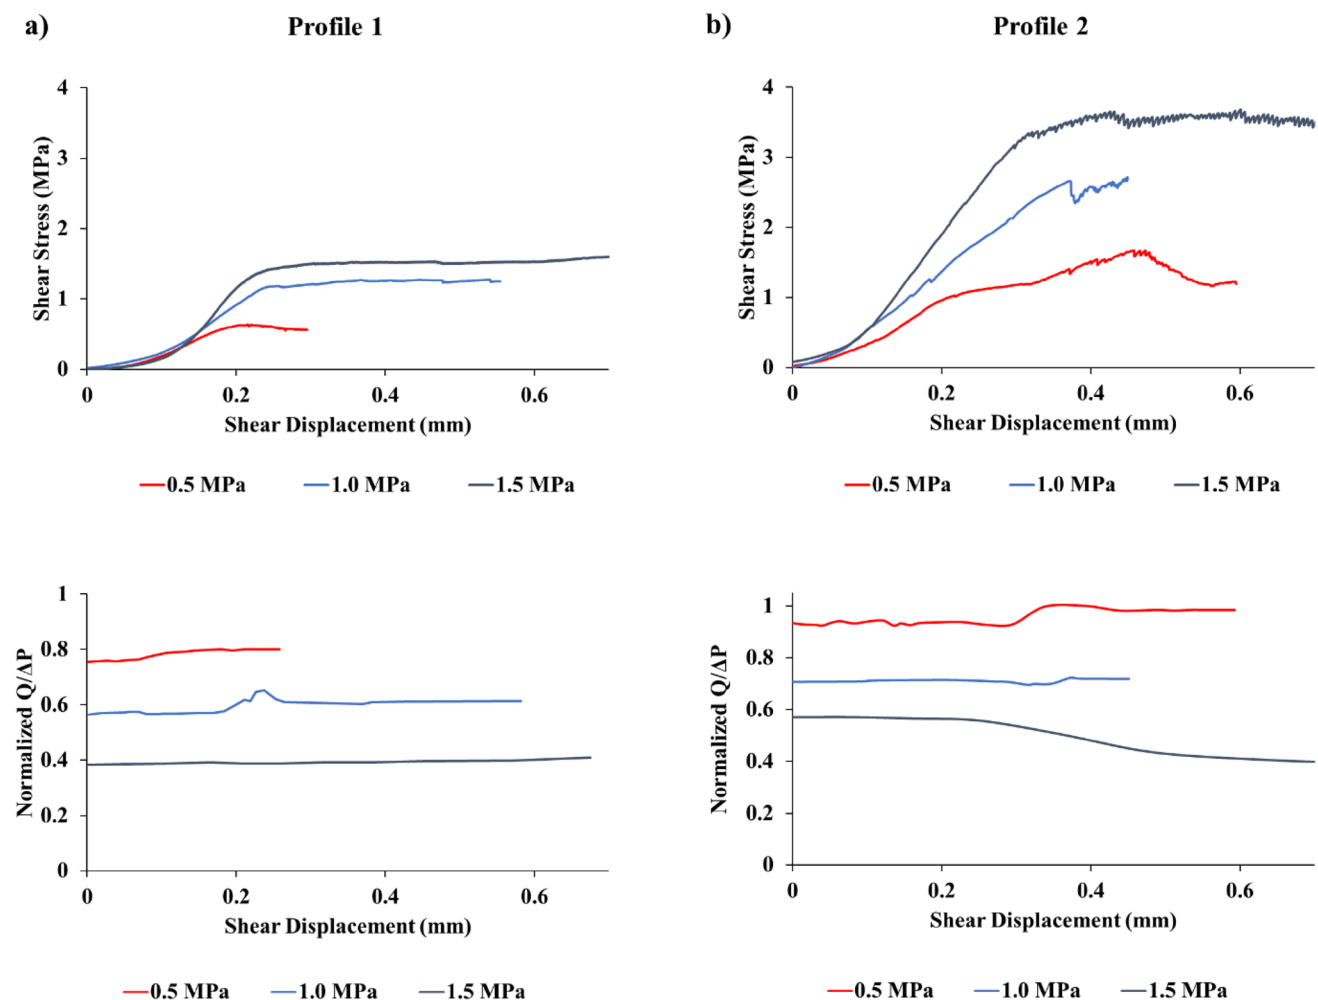 a) Profile 1
4
3
2
1
0
Shear Stress (MPa)
0 0.2 0.4 0.6
Shear Displacement (mm)
0.5 MPa 1.0 MPa 1.5 MPa
1
0.8
0.6
0.4
0.2
0
Normalized Q/ΔP
0 0.2 0.4 0.6
Shear Displacement (mm)
0.5 MPa 1.0 MPa 1.5 MPa
b) Profile 2
4
3
2
1
0
Shear Stress (MPa)
0 0.2 0.4 0.6
Shear Displacement (mm)
0.5 MPa 1.0 MPa 1.5 MPa
1
0.8
0.6
0.4
0.2
0
Normalized Q/ΔP
0 0.2 0.4 0.6
Shear Displacement (mm)
0.5 MPa 1.0 MPa 1.5 MPa